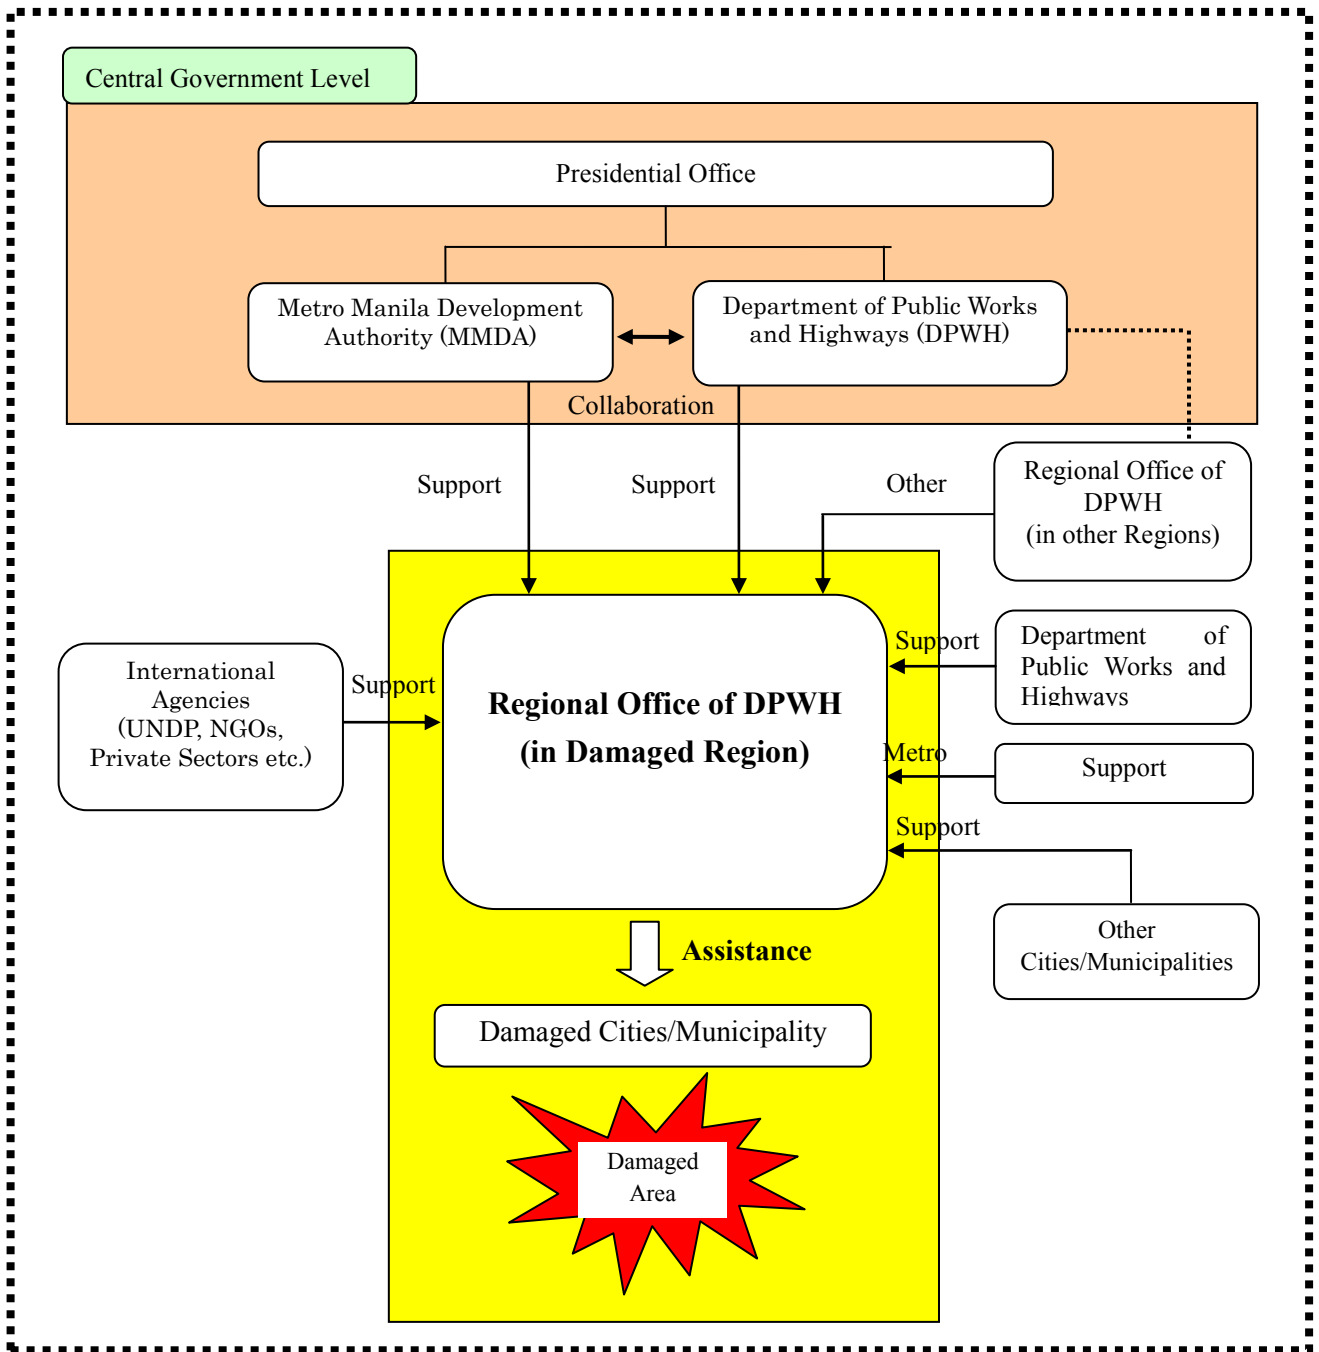 Central Government Level
Presidential Office
Metro Manila Development
Authority (MMDA)
Department of Public Works
and Highways (DPWH)
Collaboration
Support
Support
Other
Regional Office of
DPWH
(in other Regions)
International
Agencies
(UNDP, NGOs,
Private Sectors etc.)
Support
Regional Office of DPWH
(in Damaged Region)
Support
Department of
Public Works and
Highways
Metro
Support
Support
Other
Cities/Municipalities
Assistance
Damaged Cities/Municipality
Damaged
Area